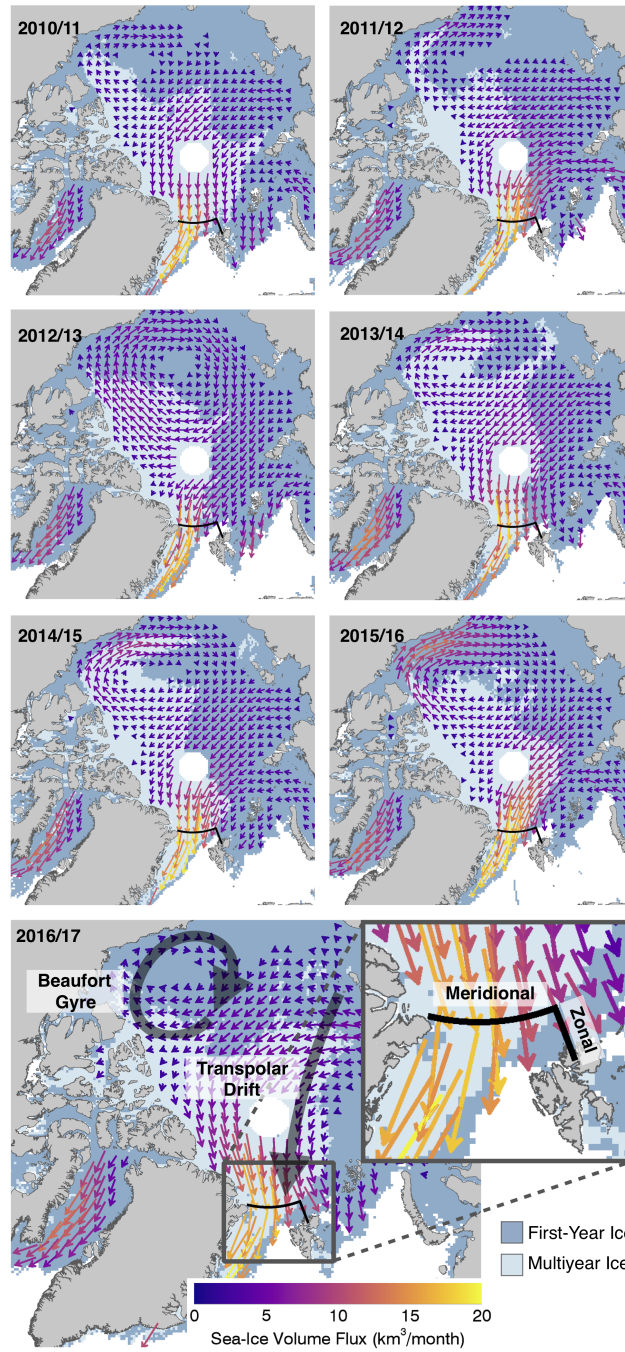 2010/11
2011/12
2012/13
2013/14
2014/15
2015/16
2016/17
Beaufort
Gyre
Transpolar
Drift
Meridional
Zonal
First-Year Ice
Multiyear Ice
0 5 10 15 20
Sea-Ice Volume Flux (km³/month)